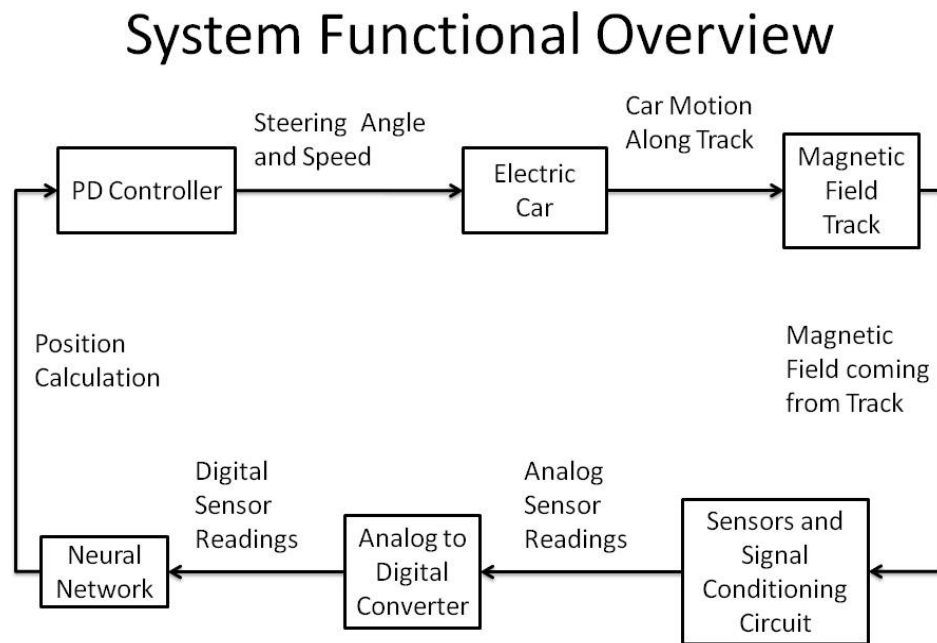 System Functional Overview
Steering Angle
and Speed
Car Motion
Along Track
PD Controller
Electric
Car
Magnetic
Field
Track
Position
Calculation
Magnetic
Field coming
from Track
Digital
Sensor
Readings
Analog
Sensor
Readings
Neural
Network
Analog to
Digital
Converter
Sensors and
Signal
Conditioning
Circuit